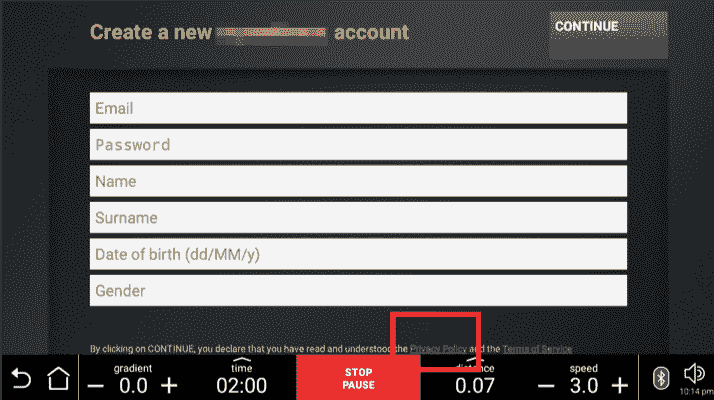 Create a new account
CONTINUE
Email
Password
Name
Surname
Date of birth (dd/MM/y)
Gender
By clicking on CONTINUE, you declare that you have read and understood the Privacy Policy and the Terms of Service
gradient
time
STOP
PAUSE
distance
speed
− 0.0 +
02:00
0.07
− 3.0 +
10:14 pm